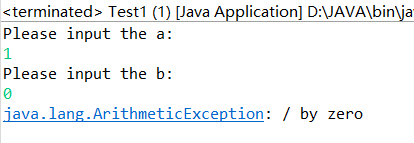 <terminated> Test1 (1) [Java Application] D:\JAVA\bin\ja
Please input the a:
1
Please input the b:
0
java.lang.ArithmeticException: / by zero